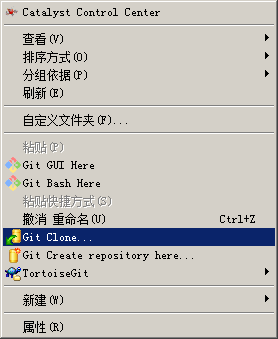 Catalyst Control Center
查看(V)
排序方式(O)
分组依据(P)
刷新(E)
自定义文件夹(F)...
粘贴(P)
Git GUI Here
Git Bash Here
粘贴快捷方式(S)
撤消 重命名(U) Ctrl+Z
Git Clone...
Git Create repository here...
TortoiseGit
新建(W)
属性(R)